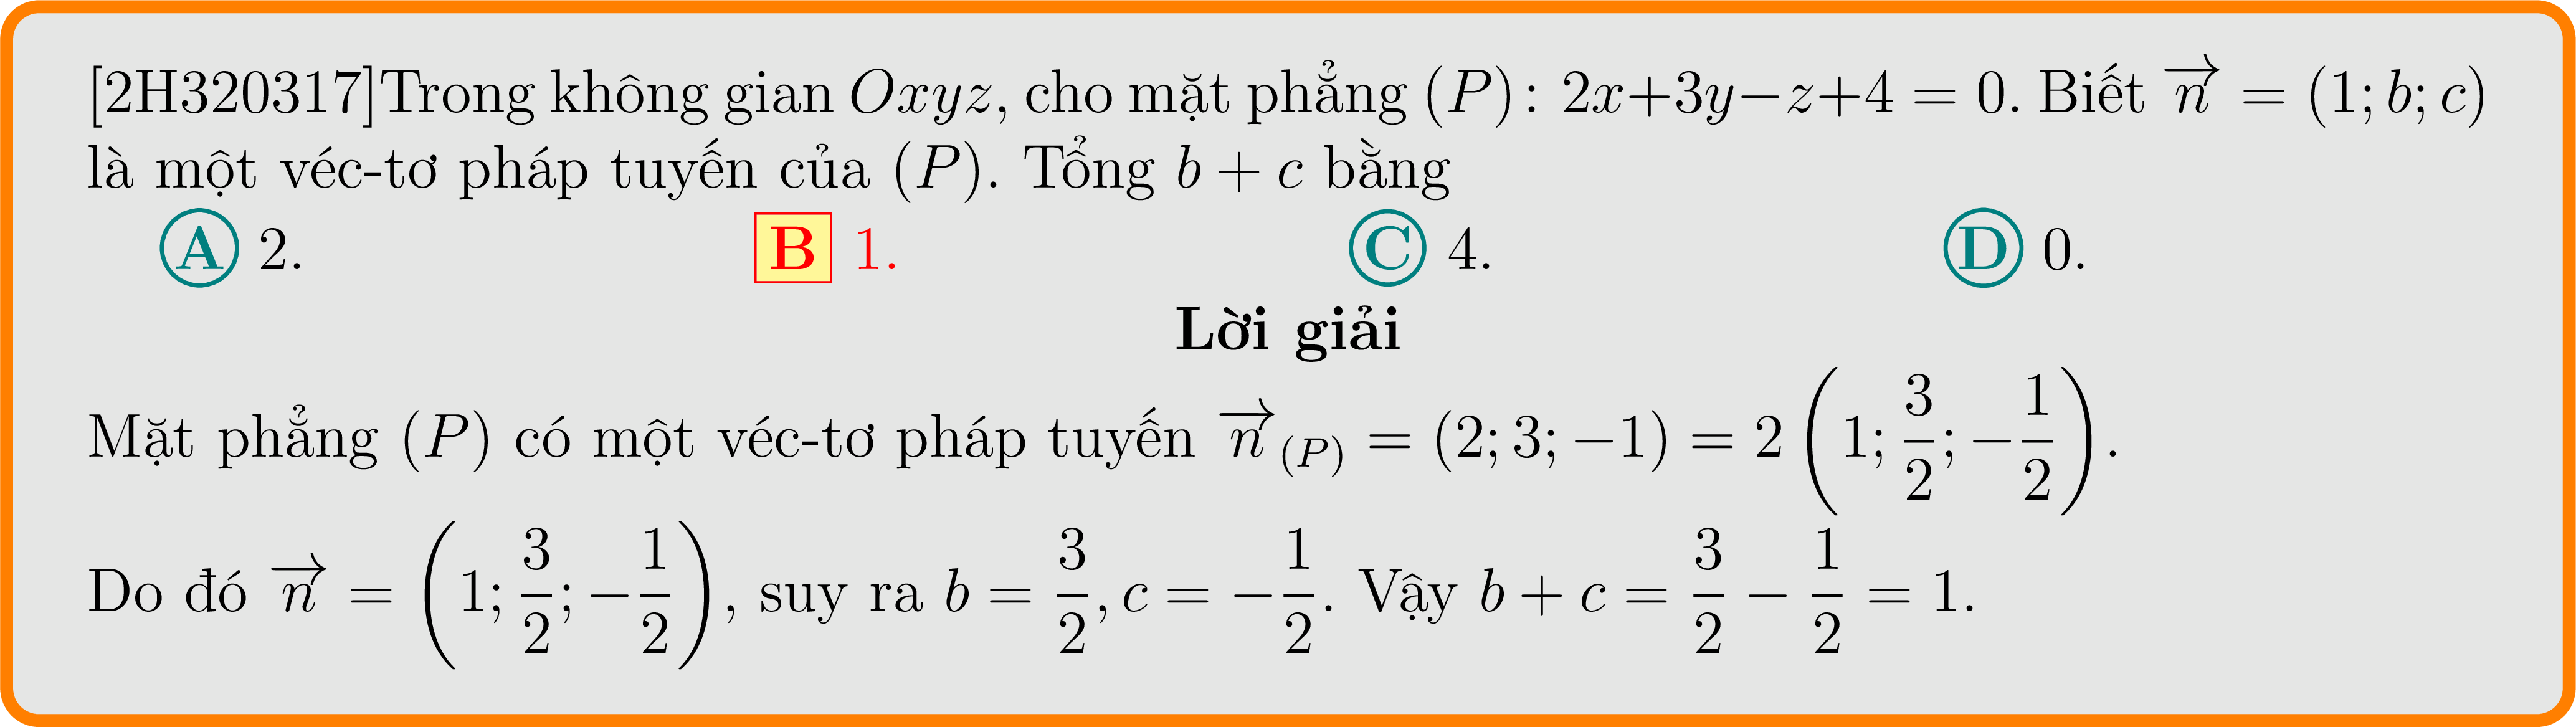 [2H320317]Trong không gian Oxyz, cho mặt phẳng (P): 2x+3y−z+4 = 0. Biết \overrightarrow{n} = (1; b; c)
là một véc-tơ pháp tuyến của (P). Tổng b + c bằng
A 2. B 1. C 4. D 0.
Lời giải
Mặt phẳng (P) có một véc-tơ pháp tuyến \overrightarrow{n}_{(P)} = (2; 3; −1) = 2 \left(1; \frac{3}{2}; −\frac{1}{2}\right).
Do đó \overrightarrow{n} = \left(1; \frac{3}{2}; −\frac{1}{2}\right), suy ra b = \frac{3}{2}, c = −\frac{1}{2}. Vậy b + c = \frac{3}{2} − \frac{1}{2} = 1.